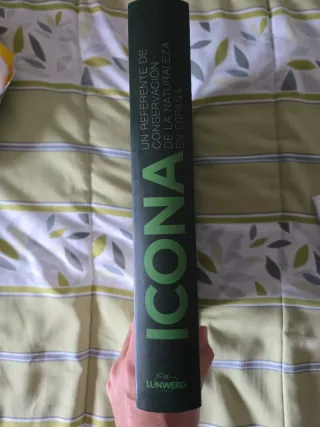 ICONA
UN REFERENTE DE
CONSERVACIÓN
DE LA NATURALEZA
EN ESPAÑA
LUNWERG